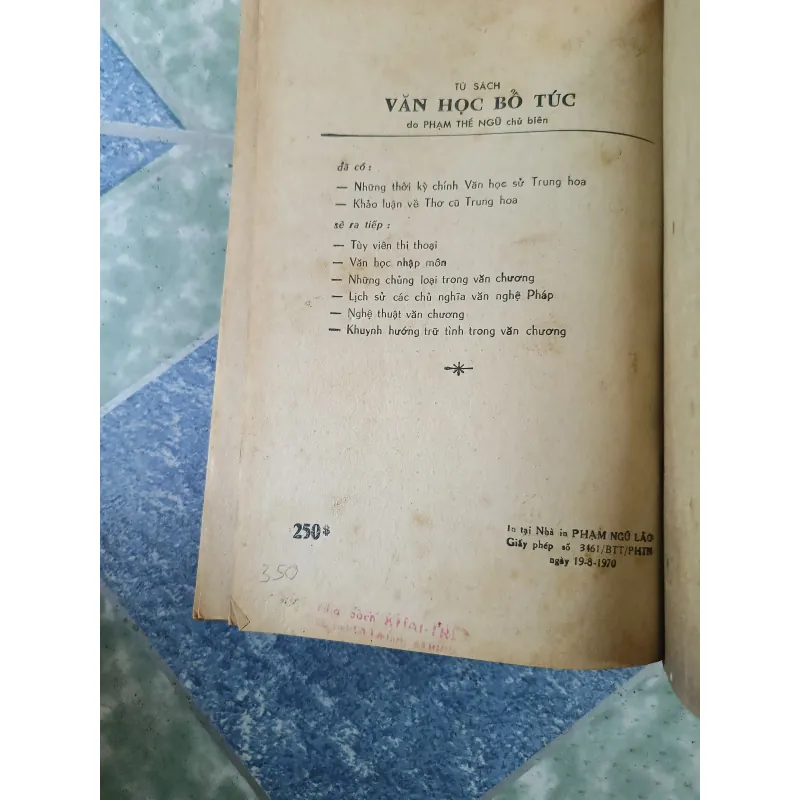 TỦ SÁCH
VĂN HỌC BỔ TÚC
do PHẠM THẾ NGŨ chủ biên
đã có :
— Những thời kỳ chính Văn học sử Trung hoa
— Khảo luận về Thơ cũ Trung hoa
sẽ ra tiếp :
— Tùy viên thi thoại
— Văn học nhập môn
— Những chủng loại trong văn chương
— Lịch sử các chủ nghĩa văn nghệ Pháp
— Nghệ thuật văn chương
— Khuynh hướng trữ tình trong văn chương
250$
In tại Nhà in PHẠM NGŨ LÃO
Giấy phép số 3461/BTT/PHIM
ngày 19-8-1970
350
sách KHAI-TRÍ